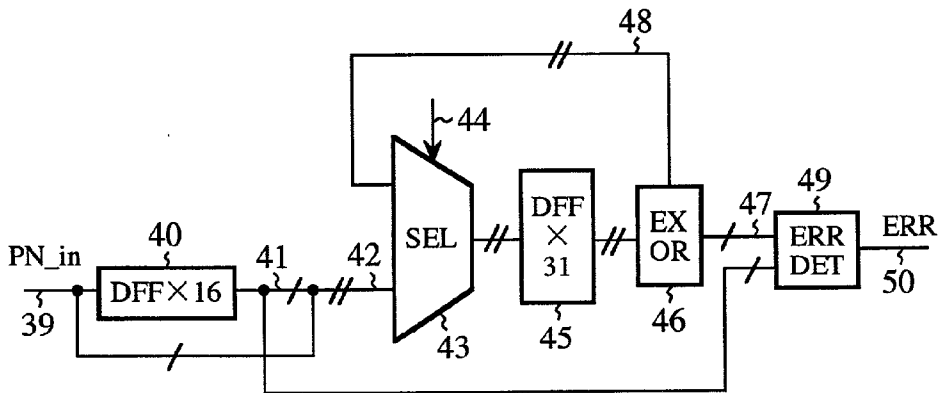 48
44
40
PN_in
DFF × 16
39
41
42
SEL
43
DFF
×
31
45
EX
OR
46
47
49
ERR
DET
ERR
50